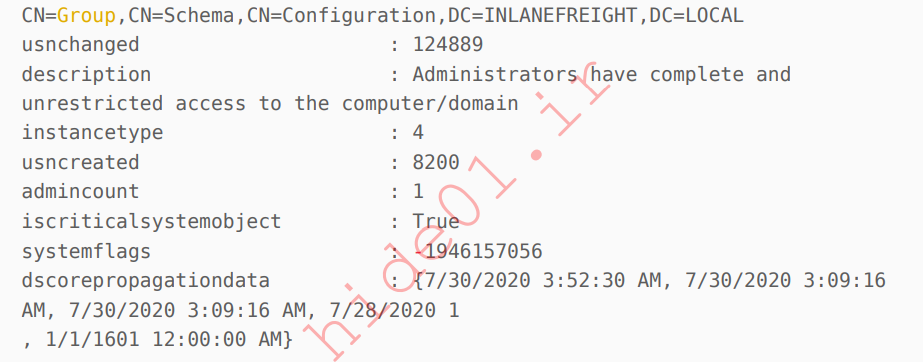 CN=Group,CN=Schema,CN=Configuration,DC=INLANEFREIGHT,DC=LOCAL
usnchanged : 124889
description : Administrators have complete and
unrestricted access to the computer/domain
instancetype : 4
usncreated : 8200
admincount : 1
iscriticalsystemobject : True
systemflags : -1946157056
dscorepropagationdata : {7/30/2020 3:52:30 AM, 7/30/2020 3:09:16
AM, 7/30/2020 3:09:16 AM, 7/28/2020 1
, 1/1/1601 12:00:00 AM}
hide01.ir